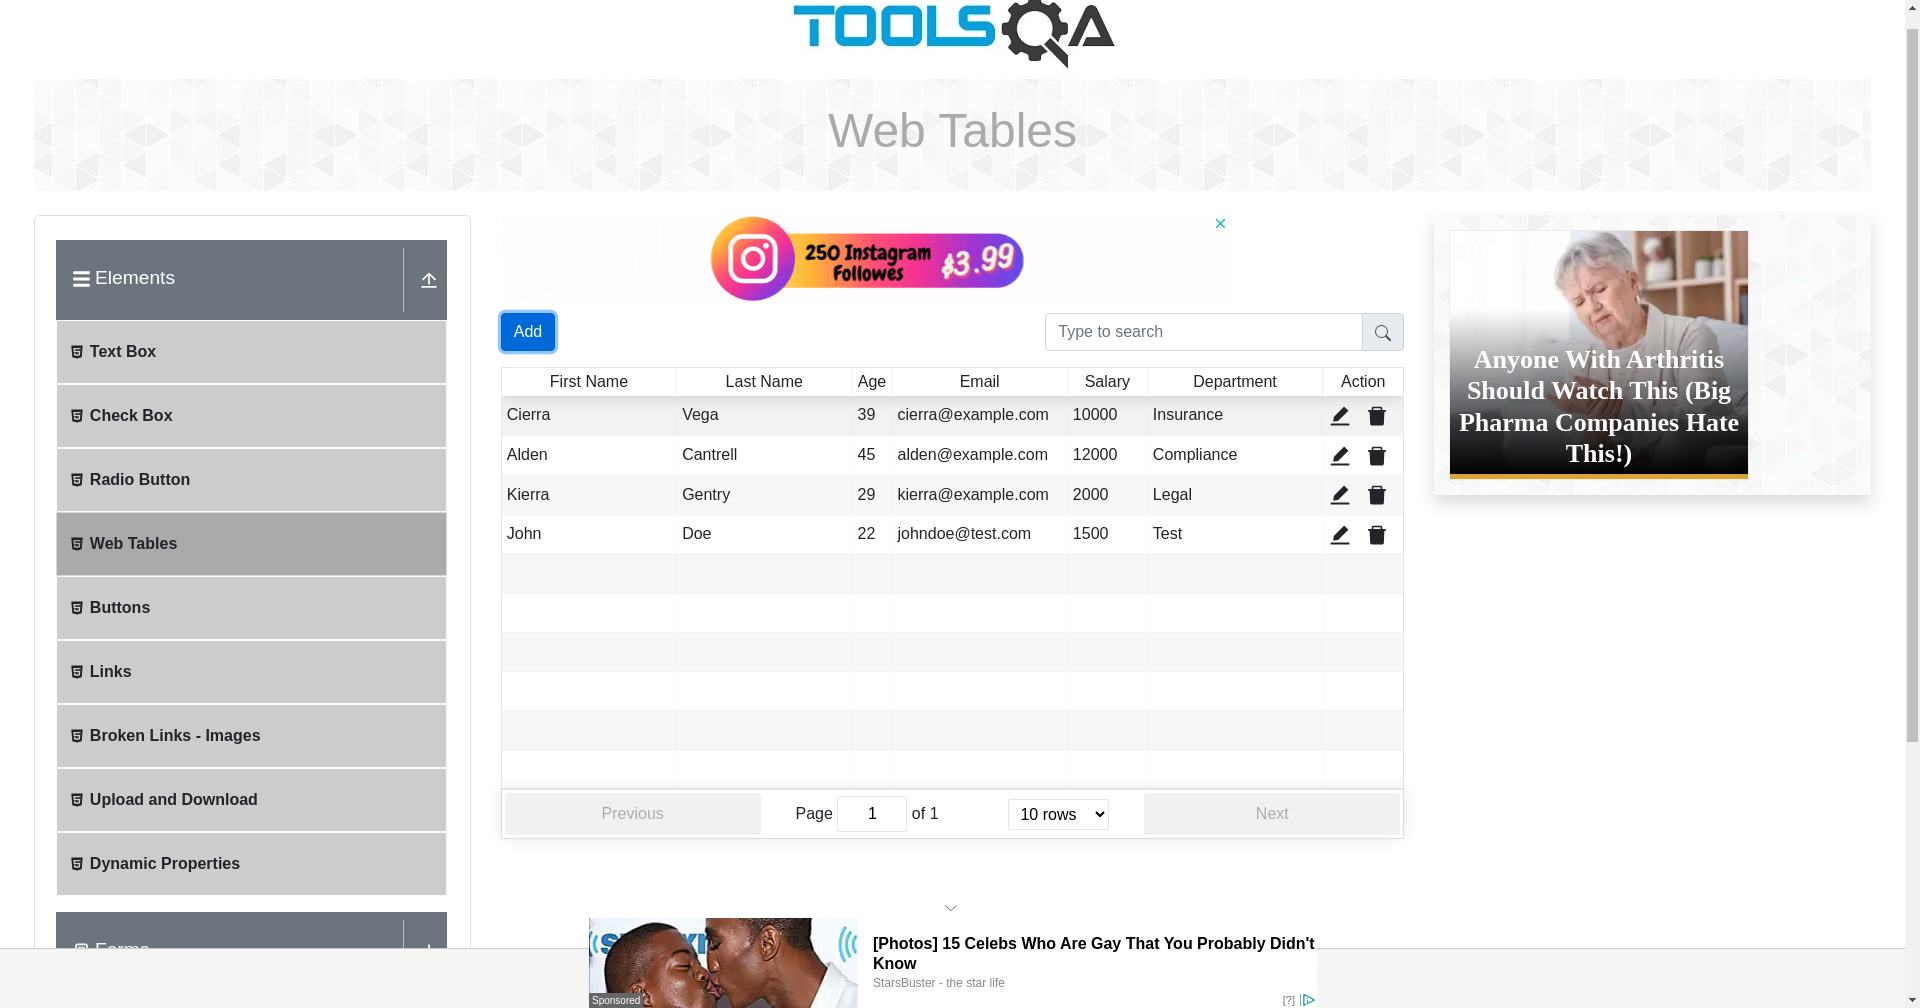 TOOLSQA
Web Tables
Elements
Text Box
Check Box
Radio Button
Web Tables
Buttons
Links
Broken Links - Images
Upload and Download
Dynamic Properties
250 Instagram
Followes
$3.99
Add
Type to search
First Name Last Name Age Email Salary Department Action
Cierra Vega 39 cierra@example.com 10000 Insurance
Alden Cantrell 45 alden@example.com 12000 Compliance
Kierra Gentry 29 kierra@example.com 2000 Legal
John Doe 22 johndoe@test.com 1500 Test
Previous Page 1 of 1 10 rows Next
Anyone With Arthritis
Should Watch This (Big
Pharma Companies Hate
This!)
[Photos] 15 Celebs Who Are Gay That You Probably Didn't
Know
StarsBuster - the star life
Sponsored
[?]